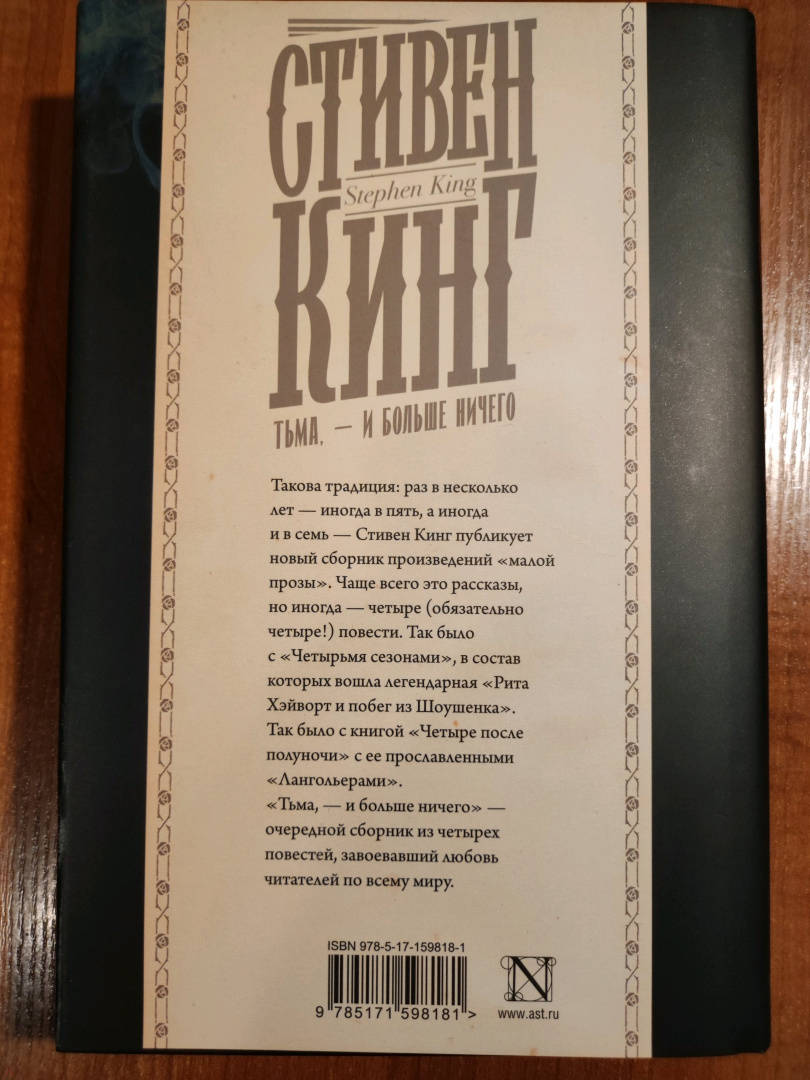 СТИВЕН
Stephen King
КИНГ
ТЬМА, — И БОЛЬШЕ НИЧЕГО
Такова традиция: раз в несколько
лет — иногда в пять, а иногда
и в семь — Стивен Кинг публикует
новый сборник произведений «малой
прозы». Чаще всего это рассказы,
но иногда — четыре (обязательно
четыре!) повести. Так было
с «Четырьмя сезонами», в состав
которых вошла легендарная «Рита
Хэйворт и побег из Шоушенка».
Так было с книгой «Четыре после
полуночи» с ее прославленными
«Лангольерами».
«Тьма, — и больше ничего» —
очередной сборник из четырех
повестей, завоевавший любовь
читателей по всему миру.
ISBN 978-5-17-159818-1
9 785171 598181 >
N
www.ast.ru